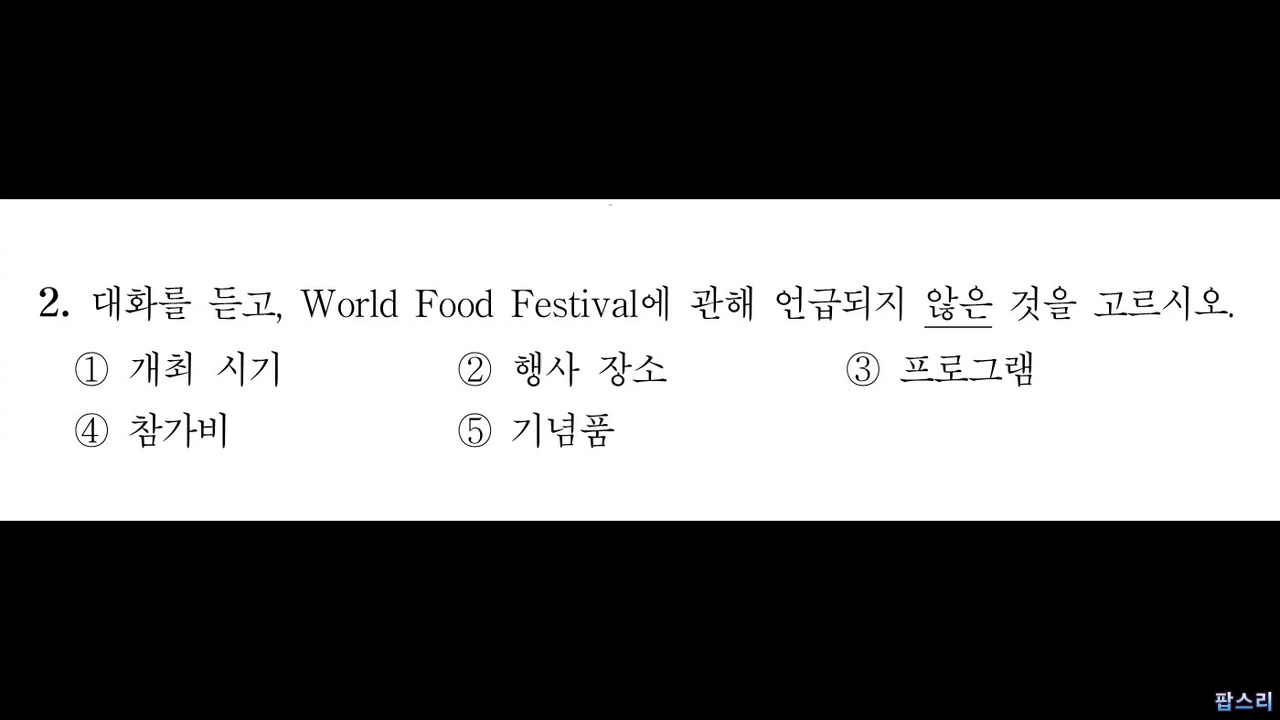 2. 대화를 듣고, World Food Festival에 관해 언급되지 않은 것을 고르시오.
① 개최 시기 ② 행사 장소 ③ 프로그램
④ 참가비 ⑤ 기념품
팝스리